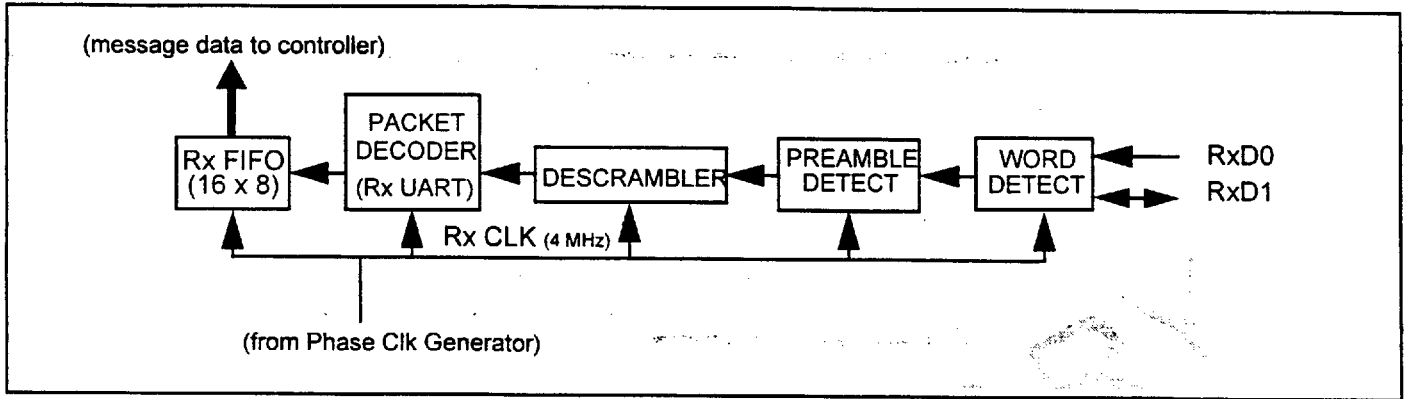 (message data to controller)
Rx FIFO
(16 x 8)
PACKET
DECODER
(Rx UART)
DESCRAMBLER
PREAMBLE
DETECT
WORD
DETECT
RxD0
RxD1
Rx CLK (4 MHz)
(from Phase Clk Generator)